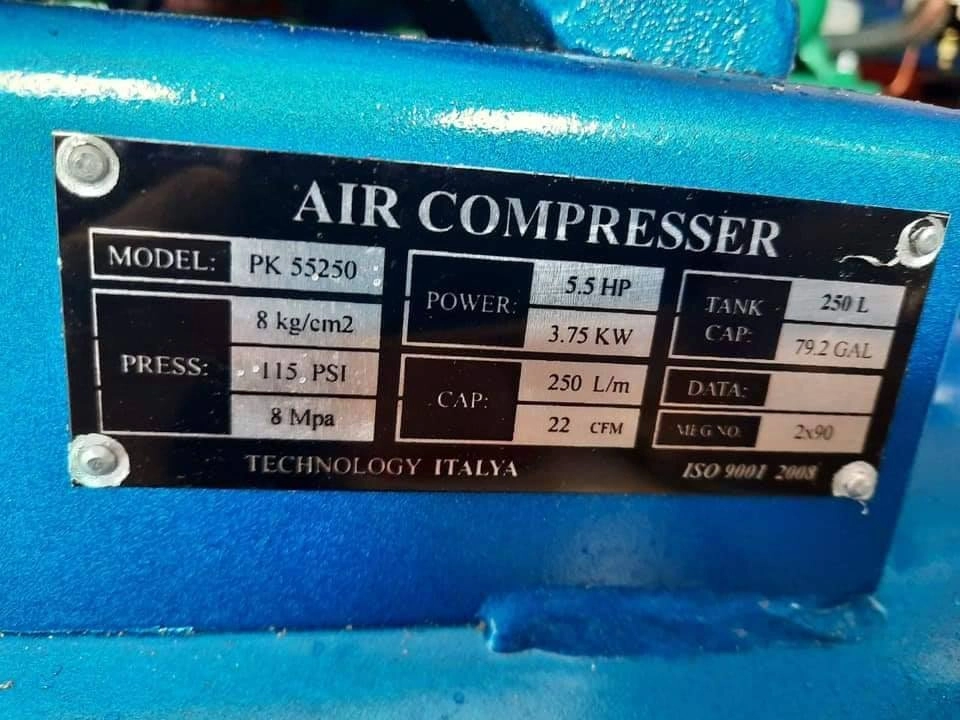 AIR COMPRESSER
MODEL: PK 55250
PRESS: 8 kg/cm2
115 PSI
8 Mpa
POWER: 5.5 HP
3.75 KW
CAP: 250 L/m
22 CFM
TANK CAP: 250 L
79.2 GAL
DATA:
MFG NO. 2x90
TECHNOLOGY ITALYA
ISO 9001 2008